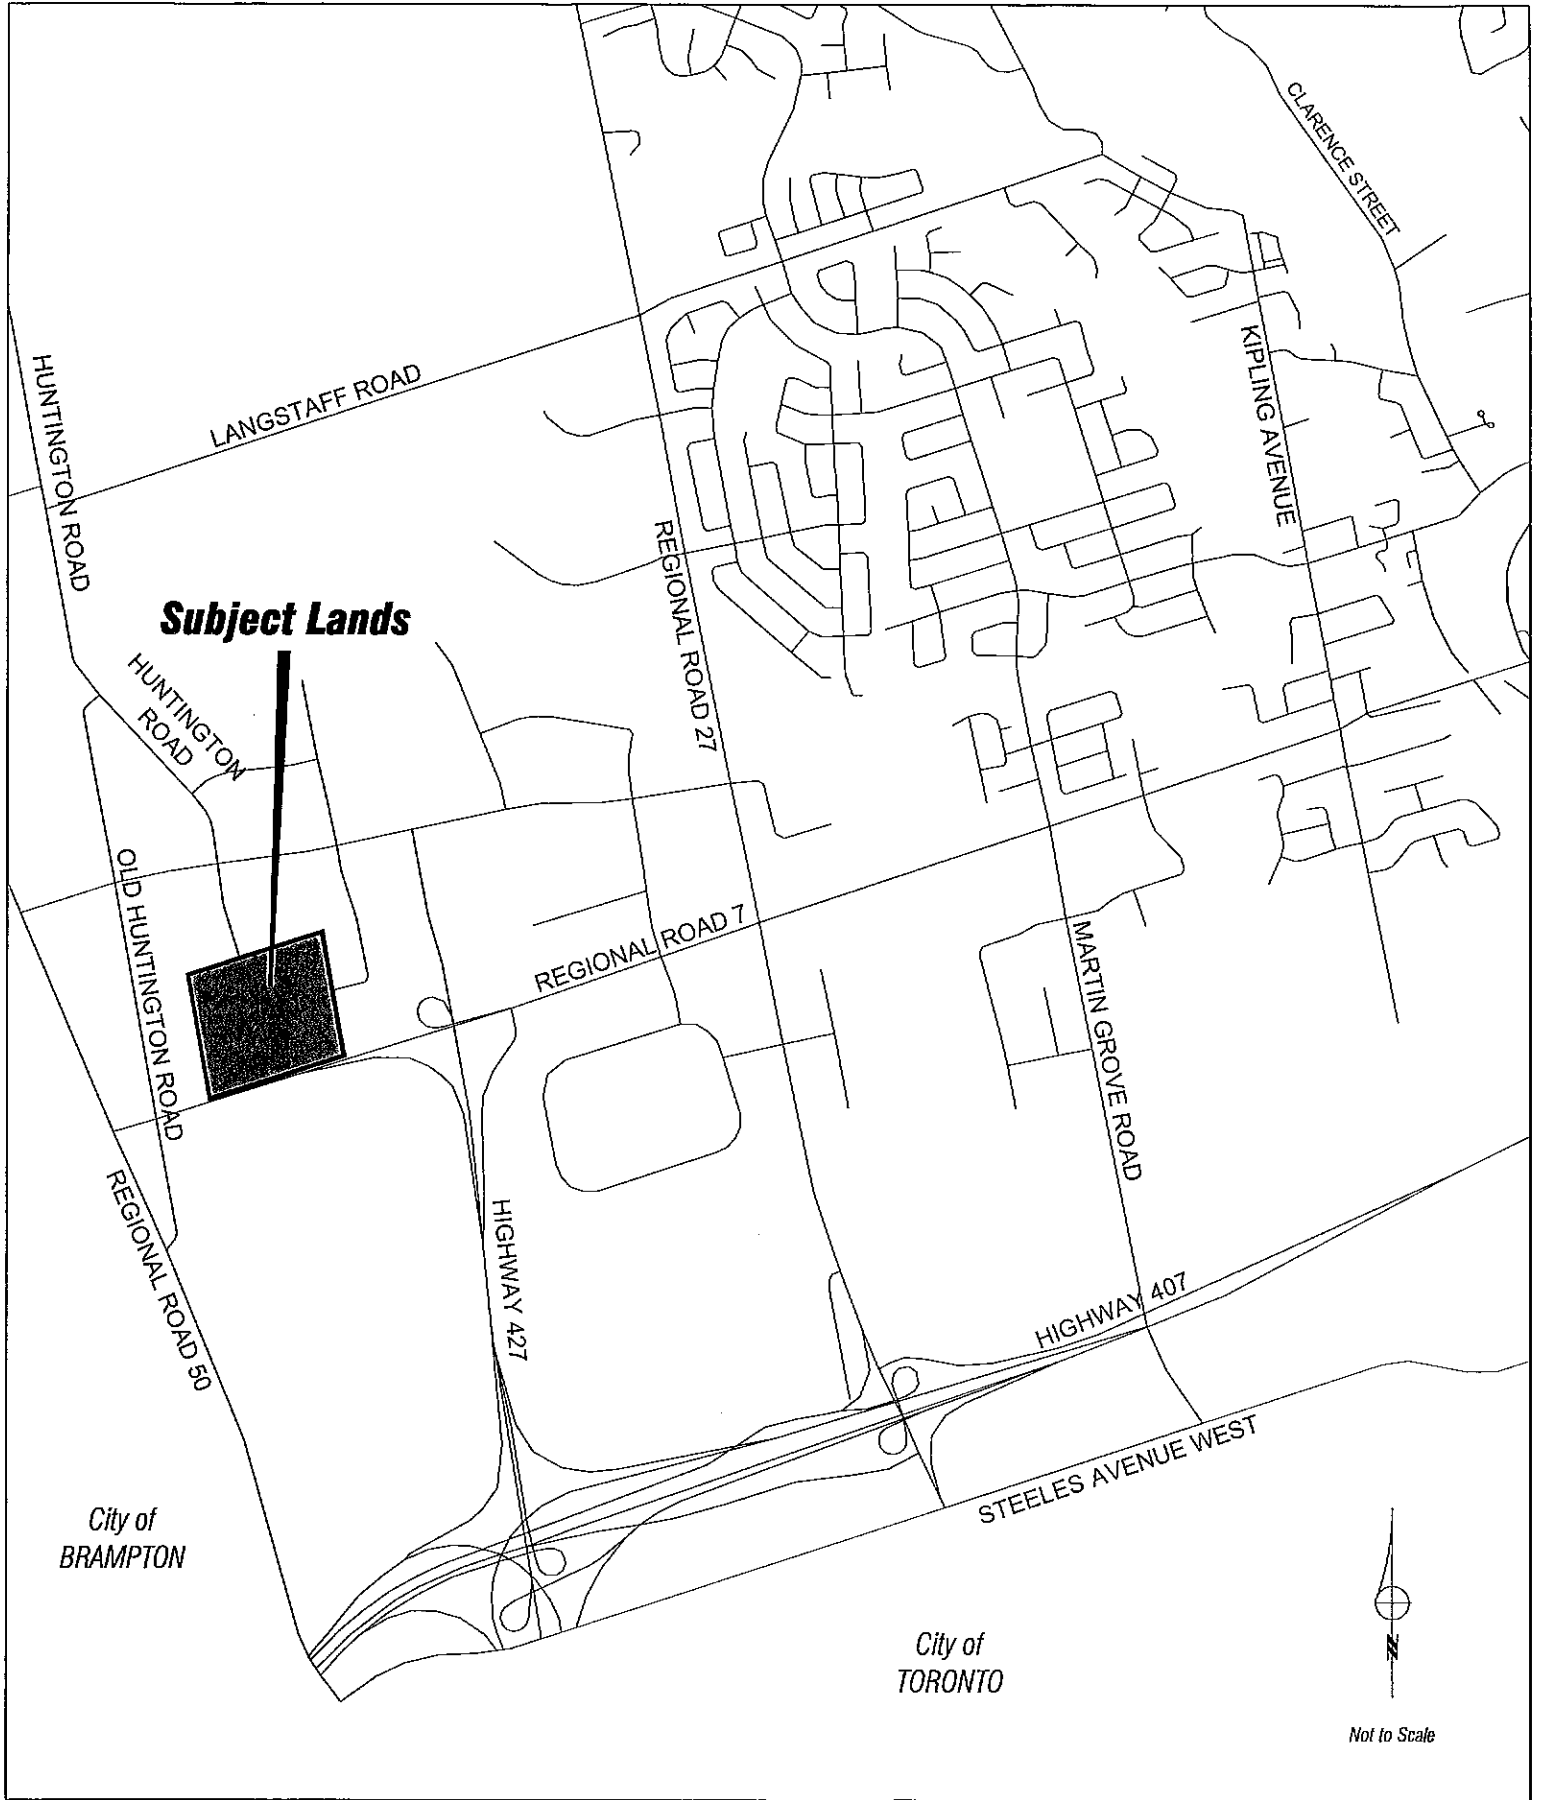 CLARENCE STREET
HUNTINGTON ROAD
LANGSTAFF ROAD
KIPLING AVENUE
REGIONAL ROAD 27
Subject Lands
HUNTINGTON
ROAD
OLD HUNTINGTON ROAD
REGIONAL ROAD 7
MARTIN GROVE ROAD
REGIONAL ROAD 50
HIGHWAY 427
HIGHWAY 407
STEELES AVENUE WEST
City of
BRAMPTON
City of
TORONTO
N
Not to Scale